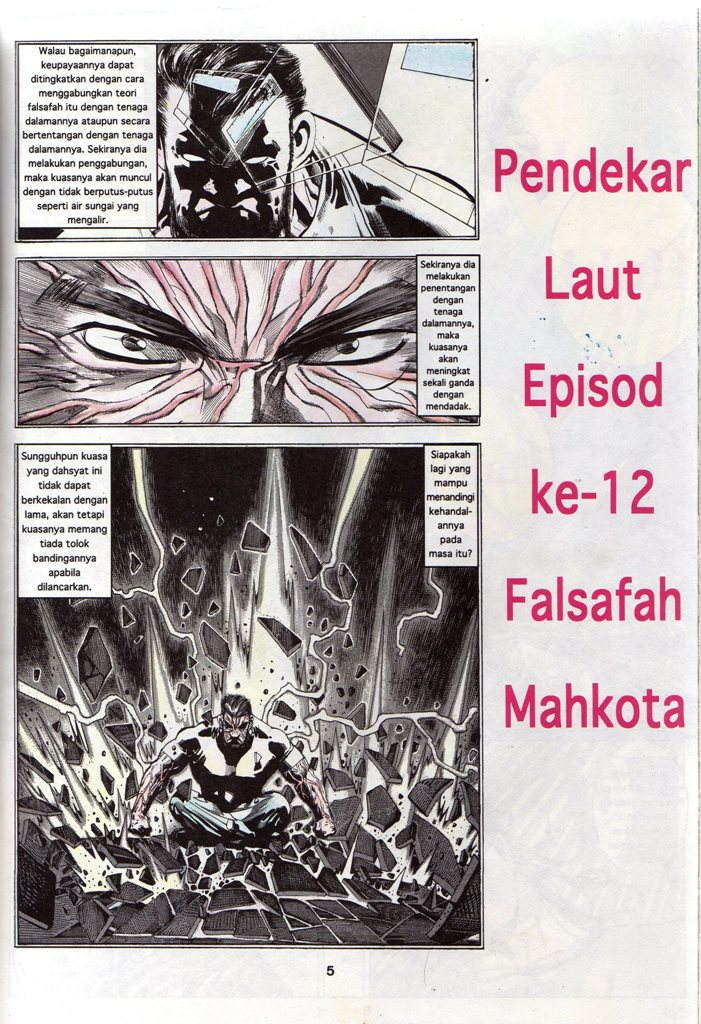 Walau bagaimanapun,
keupayaannya dapat
ditingkatkan dengan cara
menggabungkan teori
falsafah itu dengan tenaga
dalamannya ataupun secara
bertentangan dengan tenaga
dalamannya. Sekiranya dia
melakukan penggabungan,
maka kuasanya akan muncul
dengan tidak berputus-putus
seperti air sungai yang
mengalir.
Sekiranya dia
melakukan
penentangan
dengan
tenaga
dalamannya,
maka
kuasanya
akan
meningkat
sekali ganda
dengan
mendadak.
Sungguhpun kuasa
yang dahsyat ini
tidak dapat
berkekalan dengan
lama, akan tetapi
kuasanya memang
tiada tolok
bandingannya
apabila
dilancarkan.
Siapakah
lagi yang
mampu
menandingi
kehandal-
annya
pada
masa itu?
5
Pendekar
Laut
Episod
ke-12
Falsafah
Mahkota